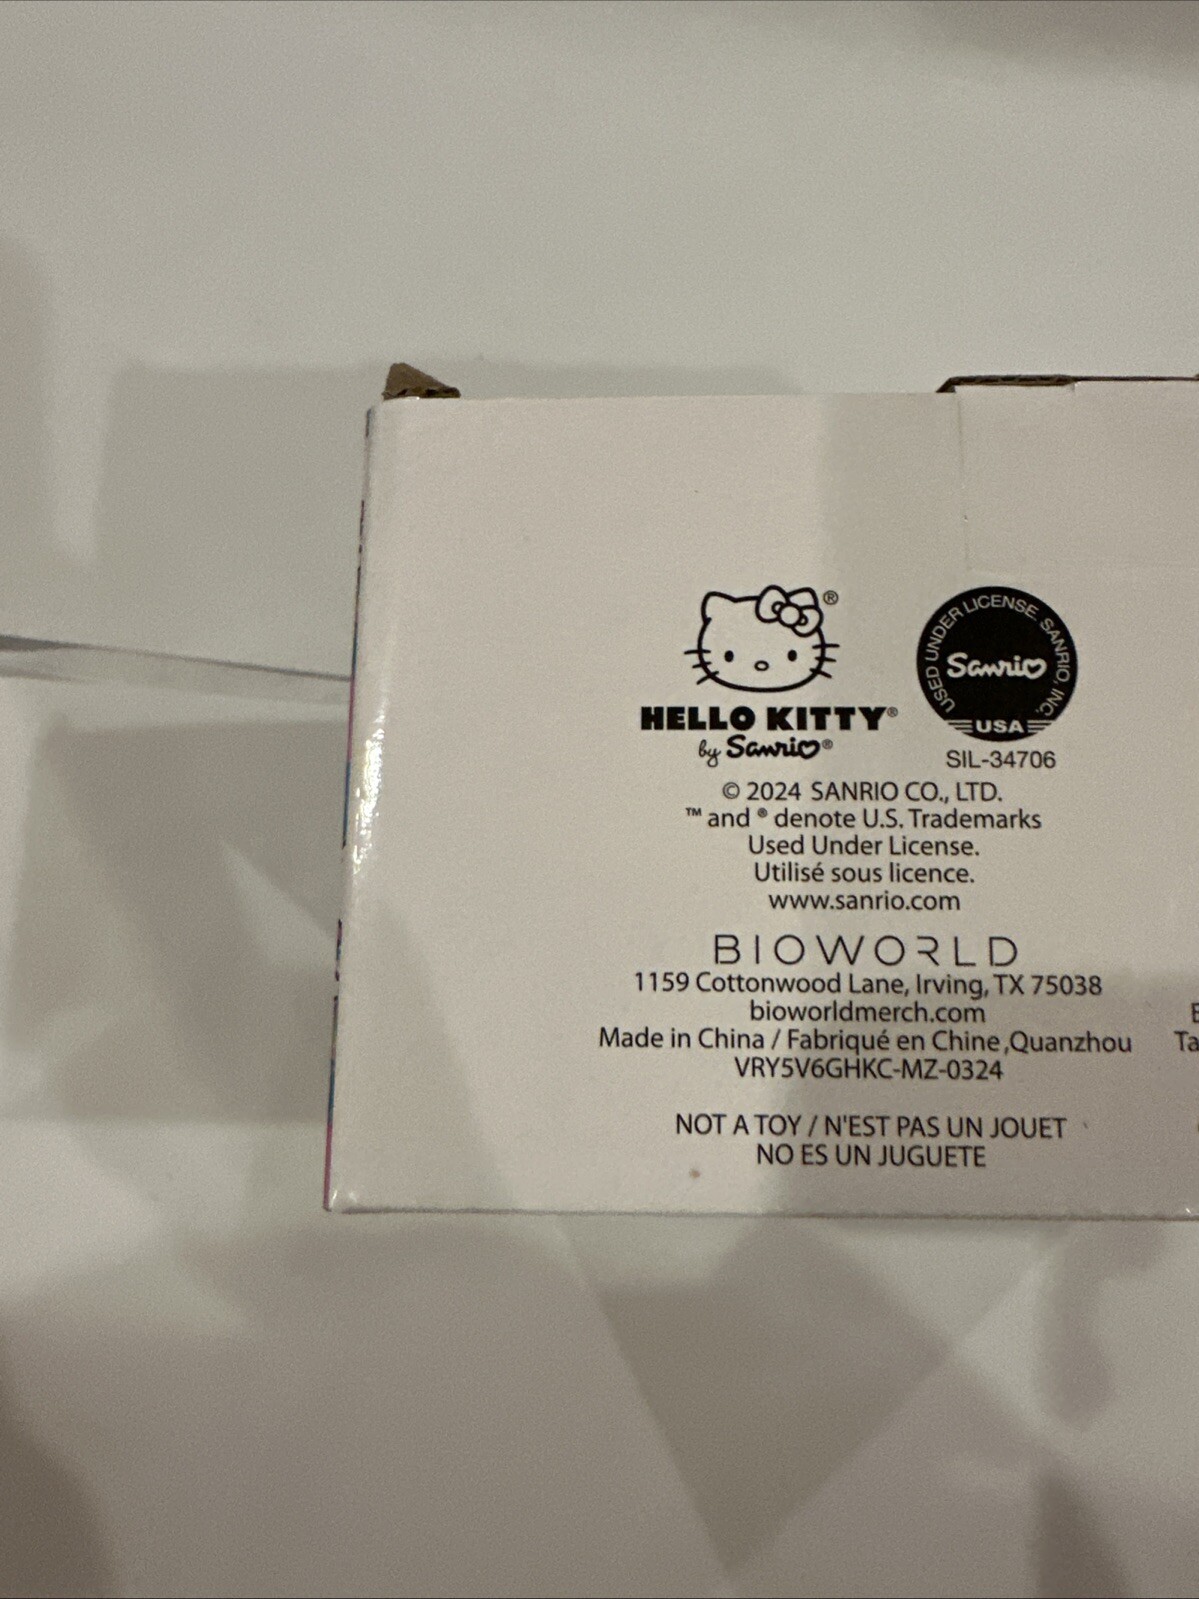 ®
HELLO KITTY®
by Sanrio®
USED UNDER LICENSE. SANRIO, INC.
Sanrio
USA
SIL-34706
© 2024 SANRIO CO., LTD.
™ and ® denote U.S. Trademarks
Used Under License.
Utilisé sous licence.
www.sanrio.com
BIOWORLD
1159 Cottonwood Lane, Irving, TX 75038
bioworldmerch.com
Made in China / Fabriqué en Chine,Quanzhou
VRY5V6GHKC-MZ-0324
NOT A TOY / N'EST PAS UN JOUET
NO ES UN JUGUETE